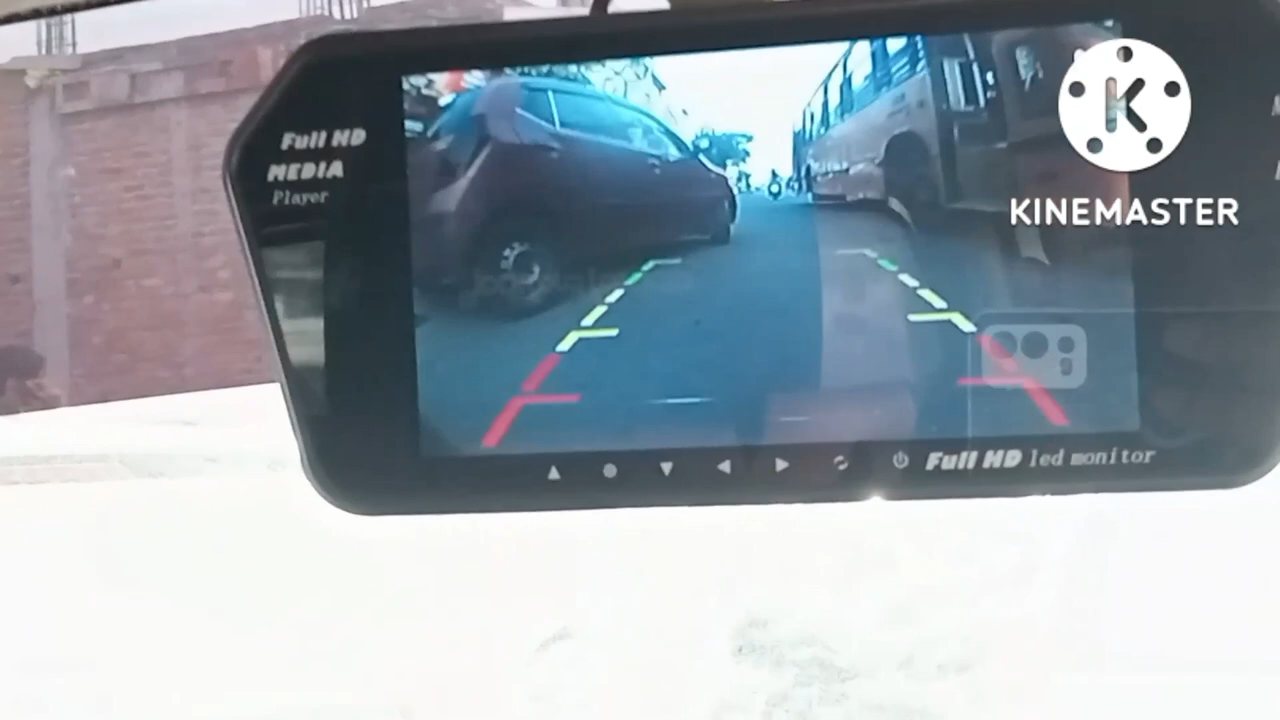 Full HD
MEDIA
Player
K
KINEMASTER
Full HD led monitor